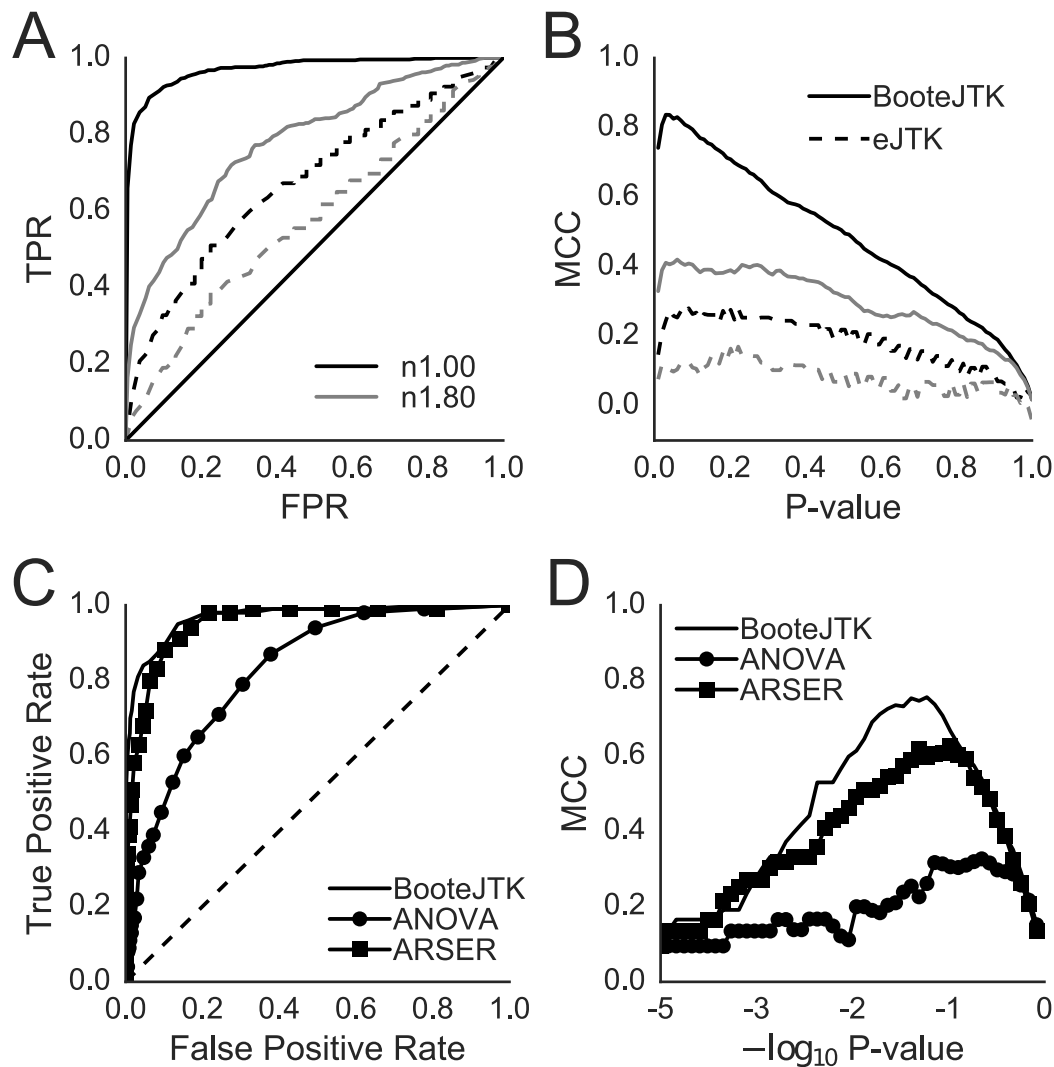 A
1.0
0.8
0.6
0.4
0.2
0.0
TPR
n1.00
n1.80
0.0 0.2 0.4 0.6 0.8 1.0
FPR
B
1.0
0.8
0.6
0.4
0.2
0.0
MCC
BooteJTK
eJTK
0.0 0.2 0.4 0.6 0.8 1.0
P-value
C
1.0
0.8
0.6
0.4
0.2
0.0
True Positive Rate
BooteJTK
ANOVA
ARSER
0.0 0.2 0.4 0.6 0.8 1.0
False Positive Rate
D
1.0
0.8
0.6
0.4
0.2
0.0
MCC
BooteJTK
ANOVA
ARSER
-5 -3 -2 -1 0
−log₁₀ P-value